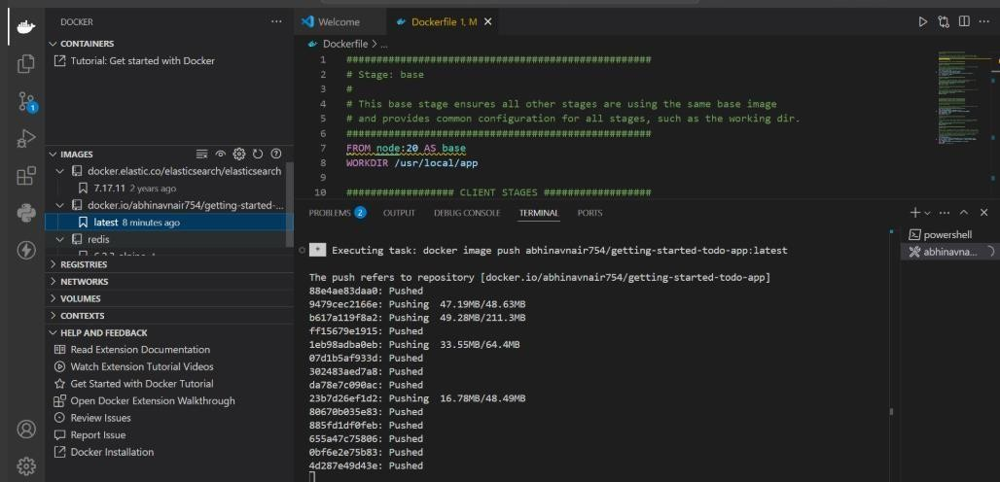 DOCKER
CONTAINERS
Tutorial: Get started with Docker
IMAGES
docker.elastic.co/elasticsearch/elasticsearch
7.17.11 2 years ago
docker.io/abhinavnair754/getting-started-...
latest 8 minutes ago
redis
REGISTRIES
NETWORKS
VOLUMES
CONTEXTS
HELP AND FEEDBACK
Read Extension Documentation
Watch Extension Tutorial Videos
Get Started with Docker Tutorial
Open Docker Extension Walkthrough
Review Issues
Report Issue
Docker Installation
1
Welcome
Dockerfile 1, M
Dockerfile > ...
1 ###################################################
2 # Stage: base
3 #
4 # This base stage ensures all other stages are using the same base image
5 # and provides common configuration for all stages, such as the working dir.
6 ###################################################
7 FROM node:20 AS base
8 WORKDIR /usr/local/app
9
10 ################## CLIENT STAGES ##################
PROBLEMS 2 OUTPUT DEBUG CONSOLE TERMINAL PORTS
* Executing task: docker image push abhinavnair754/getting-started-todo-app:latest
The push refers to repository [docker.io/abhinavnair754/getting-started-todo-app]
88e4ae83daa0: Pushed
9479cec2166e: Pushing 47.19MB/48.63MB
b617a119f8a2: Pushing 49.28MB/211.3MB
ff15679e1915: Pushed
1eb98adba0eb: Pushing 33.55MB/64.4MB
07d1b5af933d: Pushed
302483aed7a8: Pushed
da78e7c090ac: Pushed
23b7d26ef1d2: Pushing 16.78MB/48.49MB
80670b035e83: Pushed
885fd1df0feb: Pushed
655a47c75806: Pushed
0bf6e2e75b83: Pushed
4d287e49d43e: Pushed
powershell
abhinavna...